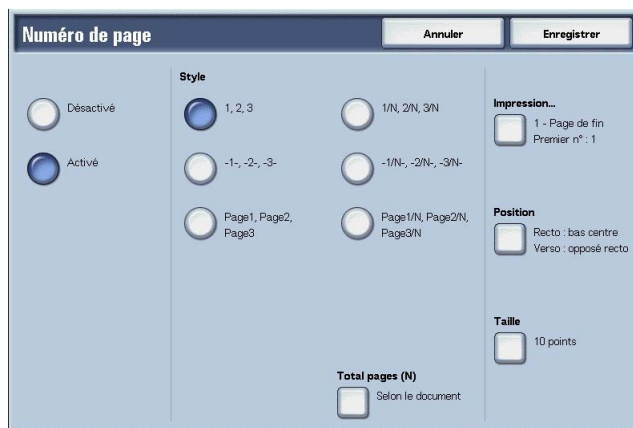 Numéro de page
Annuler
Enregistrer
Désactivé
Activé
Style
1, 2, 3
1/N, 2/N, 3/N
-1-, -2-, -3-
-1/N-, -2/N-, -3/N-
Page1, Page2,
Page3
Page1/N, Page2/N,
Page3/N
Total pages (N)
Selon le document
Impression...
1 - Page de fin
Premier n° : 1
Position
Recto : bas centre
Verso : opposé recto
Taille
10 points